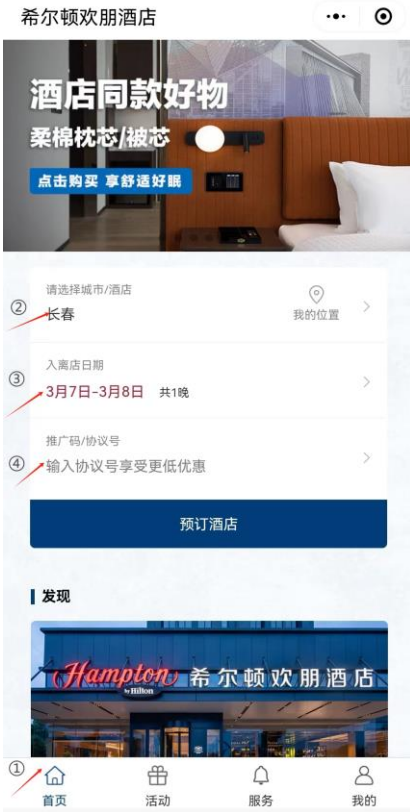 希尔顿欢朋酒店
酒店同款好物
柔棉枕芯/被芯
点击购买 享舒适好眠
请选择城市/酒店
②
长春
我的位置
入离店日期
③
3月7日-3月8日 共1晚
推广码/协议号
④
输入协议号享受更低优惠
预订酒店
发现
Hampton
by Hilton
希尔顿欢朋酒店
①
首页
活动
服务
我的